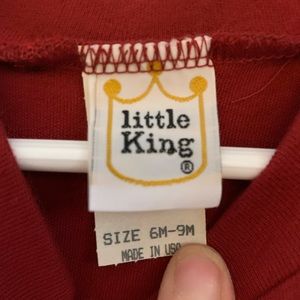 little
King
®
SIZE 6M-9M
MADE IN USA